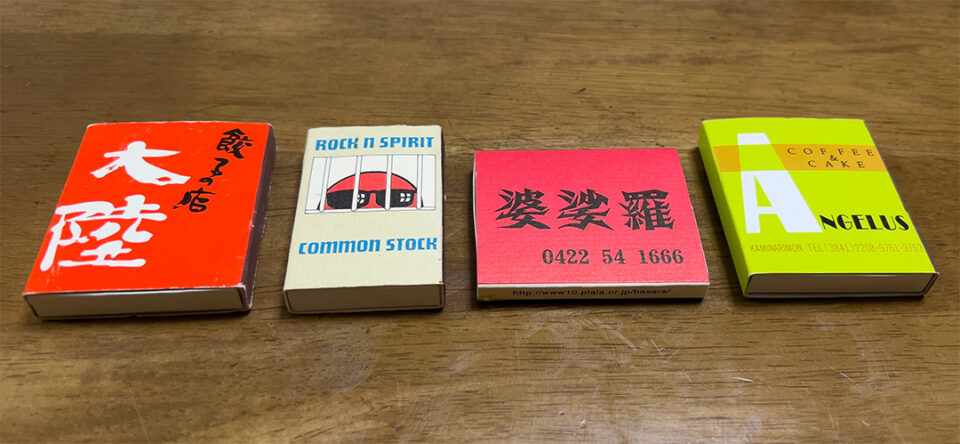 餃子の店
大陸
ROCK N SPIRIT
COMMON STOCK
婆娑羅
0422 54 1666
http://www10.plala.or.jp/basara/
COFFEE
&
CAKE
ANGELUS
KAMINARIMON TEL(3841)2208-9761-9762